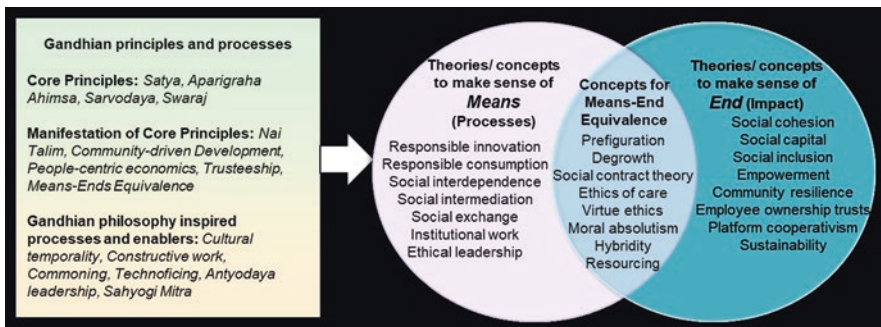 Gandhian principles and processes
Core Principles: Satya, Aparigraha
Ahimsa, Sarvodaya, Swaraj
Manifestation of Core Principles: Nai
Talim, Community-driven Development,
People-centric economics, Trusteeship,
Means-Ends Equivalence
Gandhian philosophy inspired
processes and enablers: Cultural
temporality, Constructive work,
Commoning, Technoficing, Antyodaya
leadership, Sahyogi Mitra
Theories/ concepts
to make sense of
Means
(Processes)
Responsible innovation
Responsible consumption
Social interdependence
Social intermediation
Social exchange
Institutional work
Ethical leadership
Concepts for
Means-End
Equivalence
Prefiguration
Degrowth
Social contract theory
Ethics of care
Virtue ethics
Moral absolutism
Hybridity
Resourcing
Theories/ concepts
to make sense of
End (Impact)
Social cohesion
Social capital
Social inclusion
Empowerment
Community resilience
Employee ownership trusts
Platform cooperativism
Sustainability